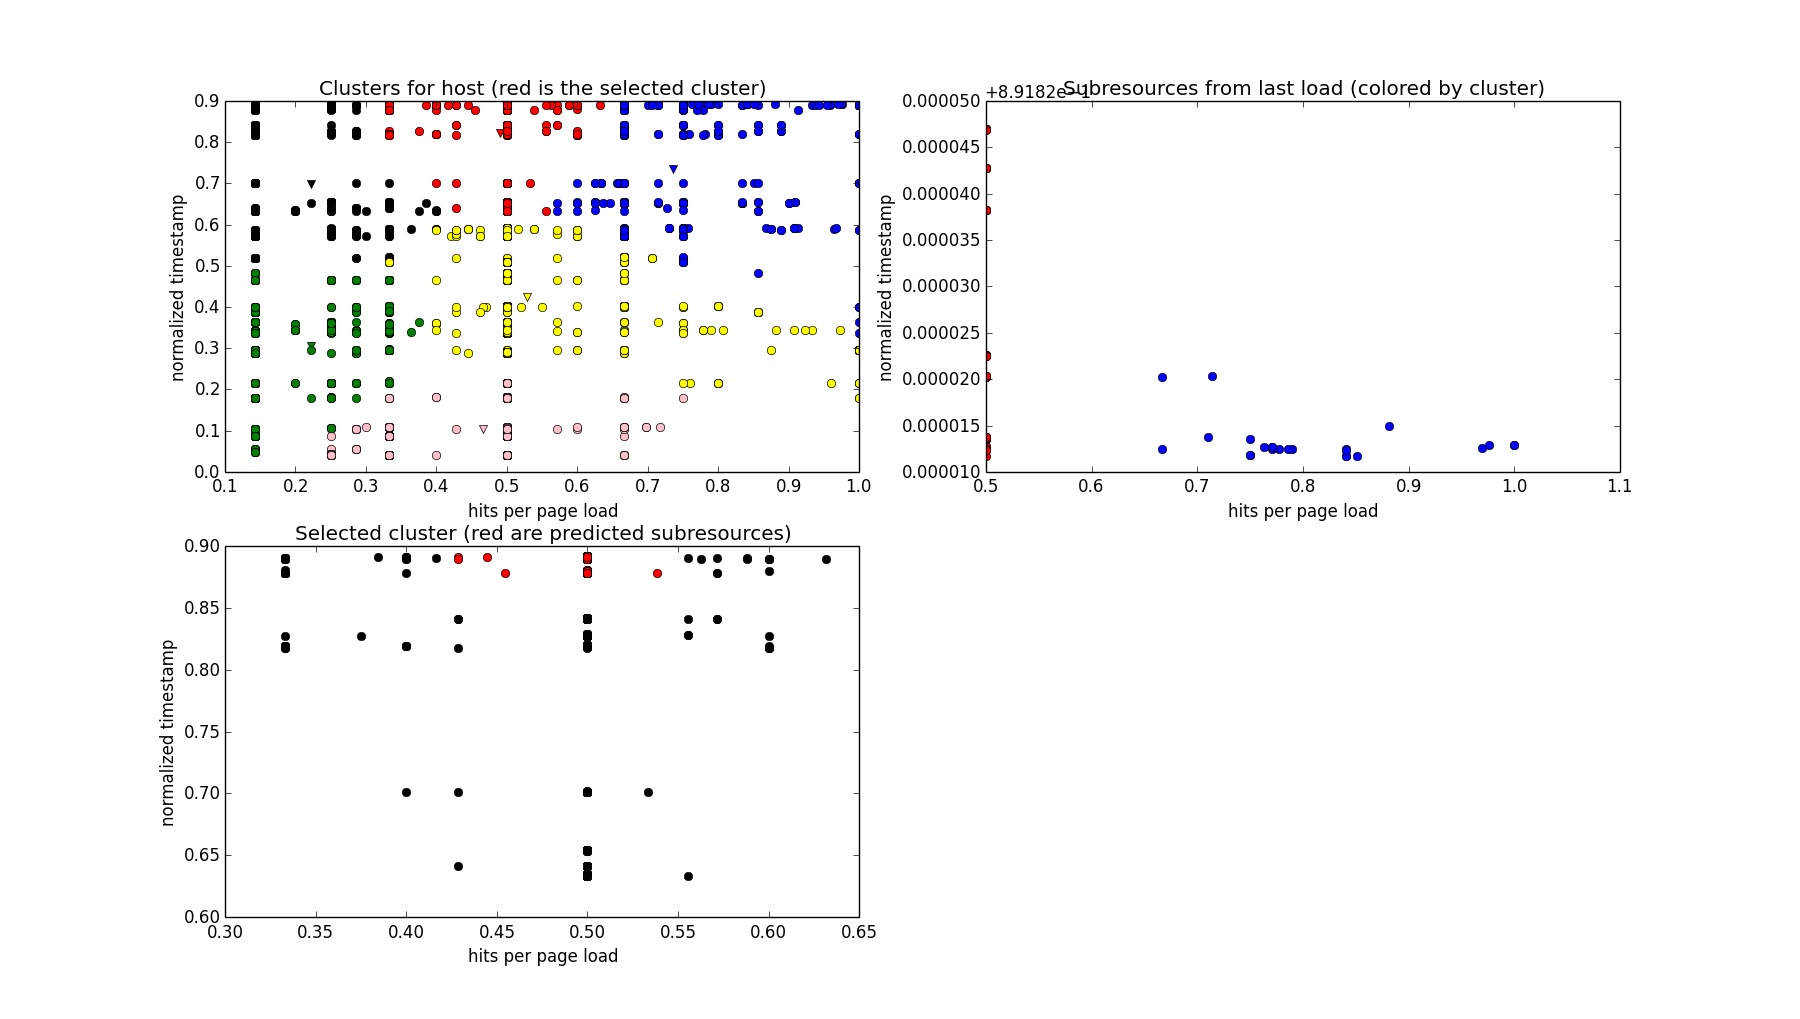 Clusters for host (red is the selected cluster)
normalized timestamp
0.9
0.8
0.7
0.6
0.5
0.4
0.3
0.2
0.1
0.0
0.1 0.2 0.3 0.4 0.5 0.6 0.7 0.8 0.9 1.0
hits per page load
+8.9182e−1
Subresources from last load (colored by cluster)
normalized timestamp
0.000050
0.000045
0.000040
0.000035
0.000030
0.000025
0.000020
0.000015
0.000010
0.5 0.6 0.7 0.8 0.9 1.0 1.1
hits per page load
Selected cluster (red are predicted subresources)
normalized timestamp
0.90
0.85
0.80
0.75
0.70
0.65
0.60
0.30 0.35 0.40 0.45 0.50 0.55 0.60 0.65
hits per page load